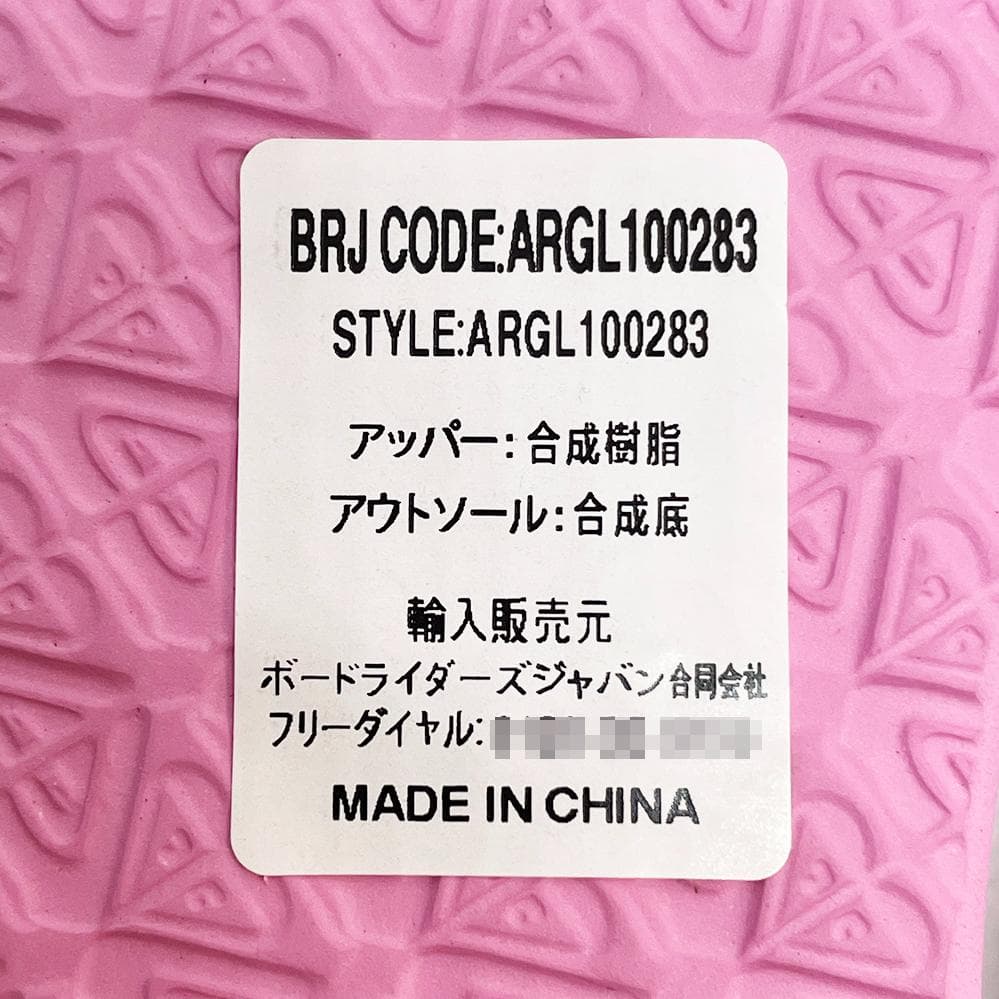 BRJ CODE:ARGL100283
STYLE:ARGL100283
アッパー:合成樹脂
アウトソール:合成底
輸入販売元
ボードライダーズジャパン合同会社
フリーダイヤル:
MADE IN CHINA